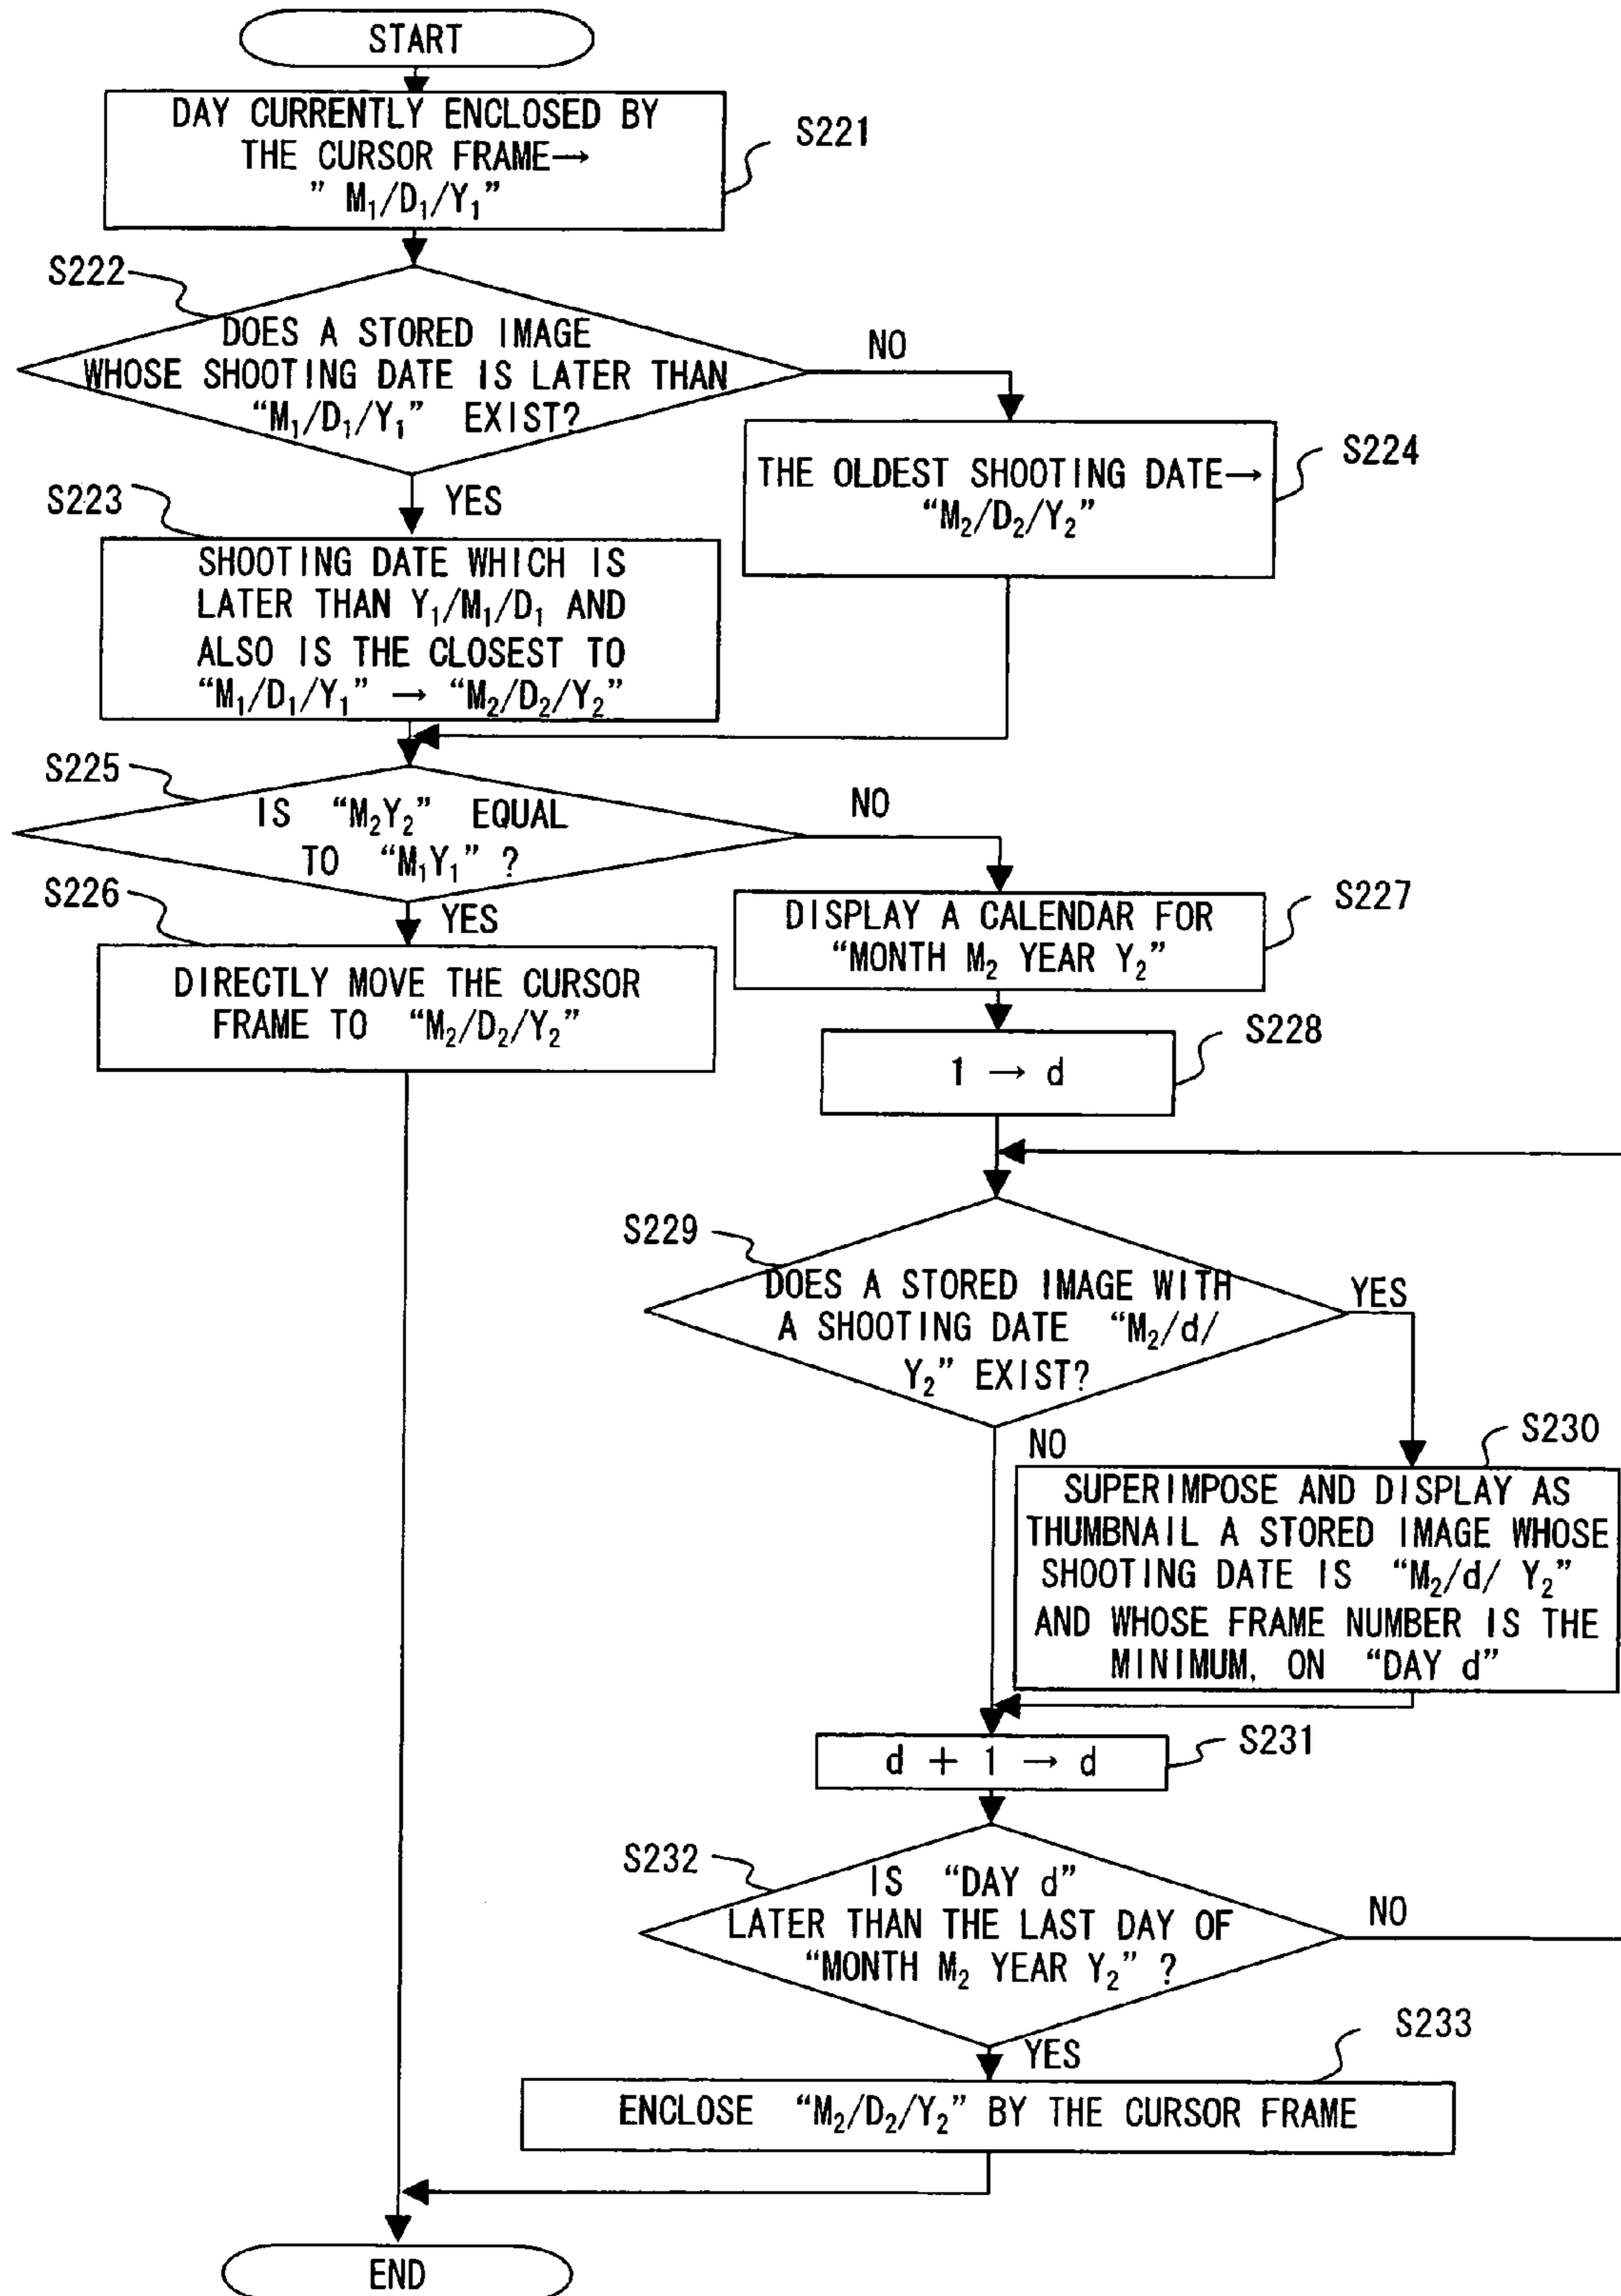 START
DAY CURRENTLY ENCLOSED BY
THE CURSOR FRAME→
” M₁/D₁/Y₁”
S221
S222
DOES A STORED IMAGE
WHOSE SHOOTING DATE IS LATER THAN
“M₁/D₁/Y₁” EXIST?
NO
YES
S224
THE OLDEST SHOOTING DATE→
“M₂/D₂/Y₂”
S223
SHOOTING DATE WHICH IS
LATER THAN Y₁/M₁/D₁ AND
ALSO IS THE CLOSEST TO
“M₁/D₁/Y₁” → “M₂/D₂/Y₂”
S225
IS “M₂Y₂” EQUAL
TO “M₁Y₁” ?
NO
YES
S226
DIRECTLY MOVE THE CURSOR
FRAME TO “M₂/D₂/Y₂”
S227
DISPLAY A CALENDAR FOR
“MONTH M₂ YEAR Y₂”
S228
1 → d
S229
DOES A STORED IMAGE WITH
A SHOOTING DATE “M₂/d/
Y₂” EXIST?
YES
NO
S230
SUPERIMPOSE AND DISPLAY AS
THUMBNAIL A STORED IMAGE WHOSE
SHOOTING DATE IS “M₂/d/ Y₂”
AND WHOSE FRAME NUMBER IS THE
MINIMUM, ON “DAY d”
S231
d + 1 → d
S232
IS “DAY d”
LATER THAN THE LAST DAY OF
“MONTH M₂ YEAR Y₂” ?
NO
YES
S233
ENCLOSE “M₂/D₂/Y₂” BY THE CURSOR FRAME
END